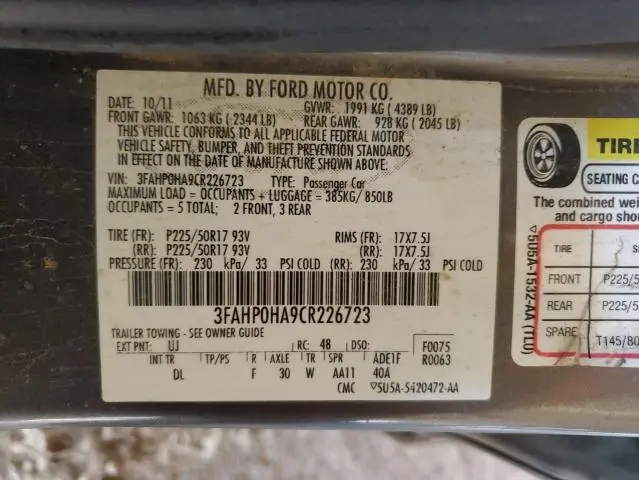 MFD. BY FORD MOTOR CO.
DATE: 10/11 GVWR: 1991 KG ( 4389 LB)
FRONT GAWR: 1063 KG ( 2344 LB) REAR GAWR: 928 KG ( 2045 LB)
THIS VEHICLE CONFORMS TO ALL APPLICABLE FEDERAL MOTOR
VEHICLE SAFETY, BUMPER, AND THEFT PREVENTION STANDARDS
IN EFFECT ON THE DATE OF MANUFACTURE SHOWN ABOVE.
VIN: 3FAHP0HA9CR226723 TYPE: Passenger Car
MAXIMUM LOAD = OCCUPANTS + LUGGAGE = 385KG/ 850LB
OCCUPANTS = 5 TOTAL; 2 FRONT, 3 REAR
TIRE (FR): P225/50R17 93V RIMS (FR): 17X7.5J
(RR): P225/50R17 93V (RR): 17X7.5J
PRESSURE (FR): 230 kPa/ 33 PSI COLD (RR): 230 kPa/ 33 PSI COLD
3FAHP0HA9CR226723
TRAILER TOWING - SEE OWNER GUIDE
EXT PNT: UJ RC: 48 DSO: F0075
INT TR TP/PS R AXLE TR SPR ADE1F R0063
DL F 30 W AA11 40A
CMC ▽5U5A-5420472-AA
TIRE
SEATING C
The combined wei
and cargo shou
TIRE S
FRONT P225/5
REAR P225/5
SPARE T145/80
▽5U5A-1532-AA (TLU)